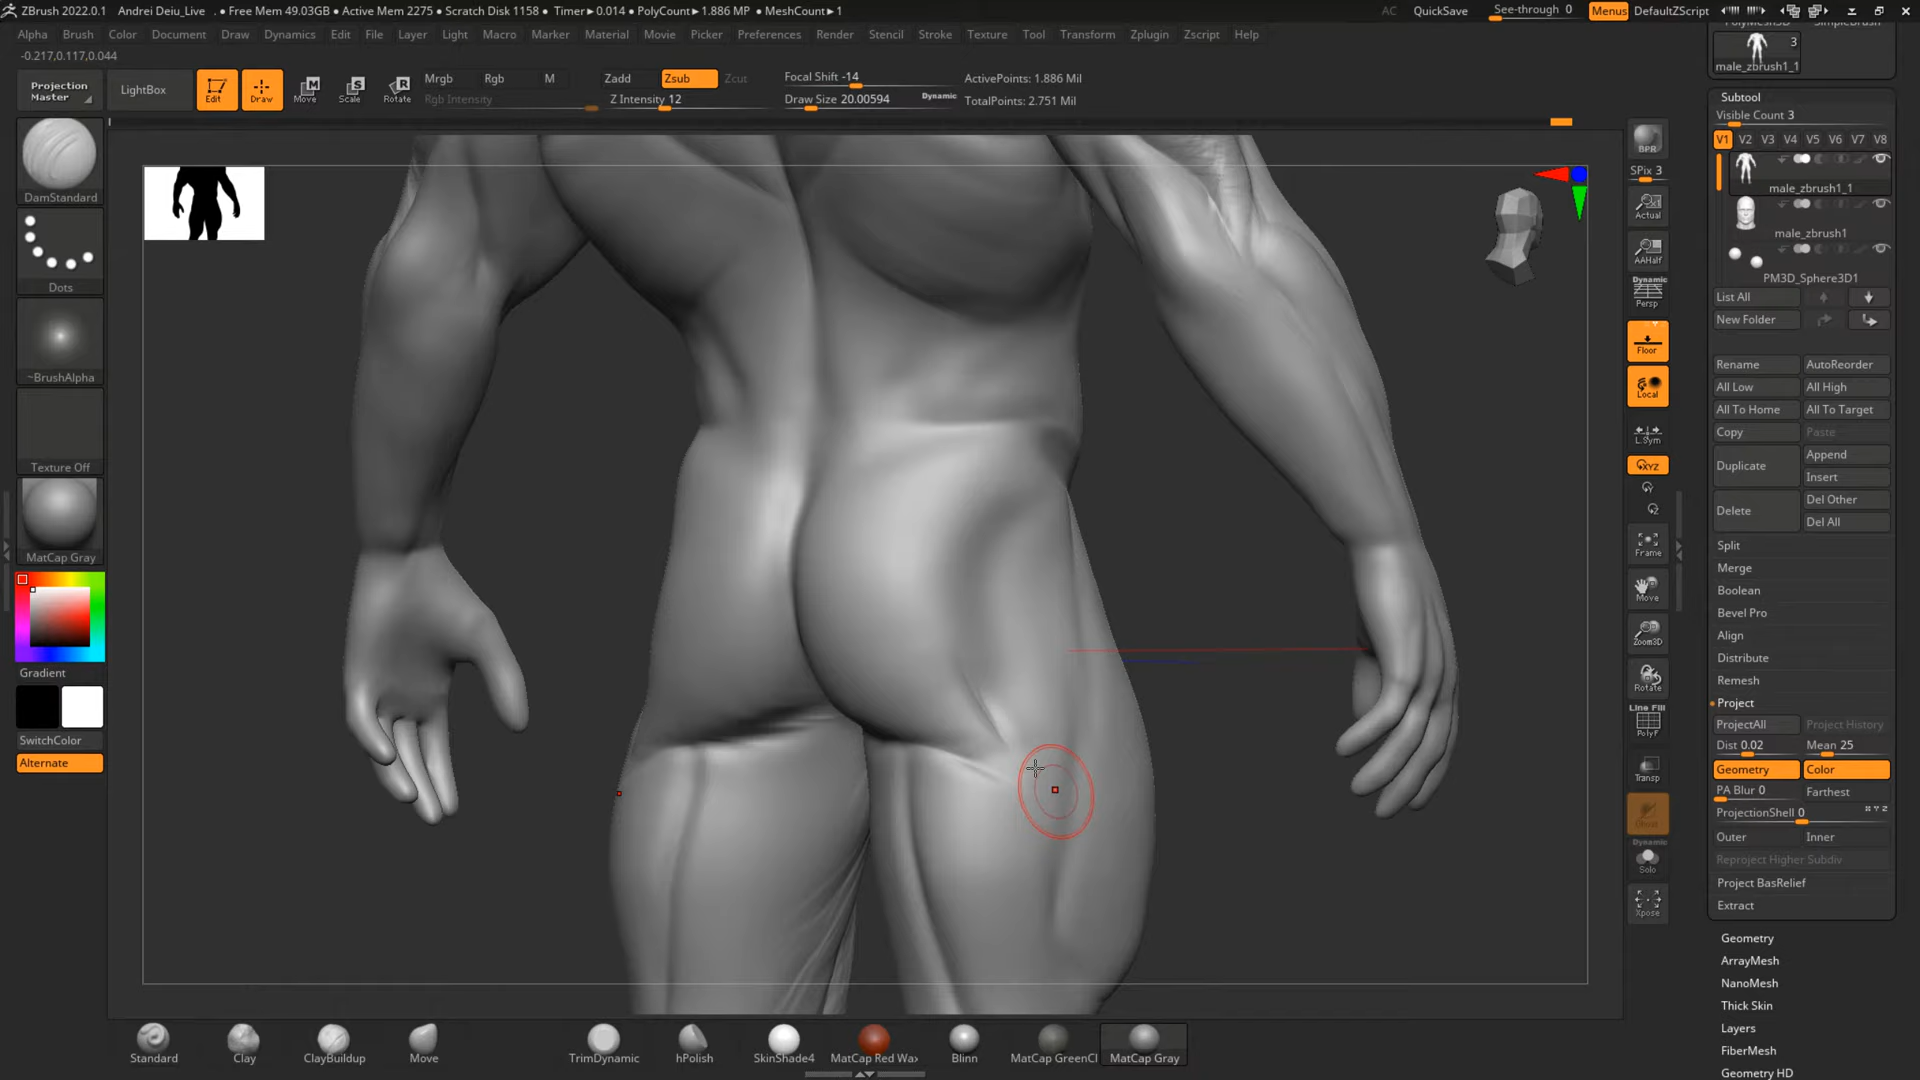 ZBrush 2022.0.1 Andrei Deiu_Live . • Free Mem 49.03GB • Active Mem 2275 • Scratch Disk 1158 • Timer▸0.014 • PolyCount▸1.886 MP • MeshCount▸1 AC QuickSave See-through 0 Menus DefaultZScript
Alpha Brush Color Document Draw Dynamics Edit File Layer Light Macro Marker Material Movie Picker Preferences Render Stencil Stroke Texture Tool Transform Zplugin Zscript Help
-0.217,0.117,0.044
Projection Master
LightBox
Edit
Draw
Move
Scale
Rotate
Mrgb Rgb M
Rgb Intensity
Zadd Zsub Zcut
Z Intensity 12
Focal Shift -14
Draw Size 20.00594 Dynamic
ActivePoints: 1.886 Mil
TotalPoints: 2.751 Mil
DamStandard
Dots
~BrushAlpha
Texture Off
MatCap Gray
Gradient
SwitchColor
Alternate
BPR
SPix 3
Actual
AAHalf
Dynamic
Persp
Floor
Local
L.Sym
XYZ
Y
Z
Frame
Move
Zoom3D
Rotate
Line Fill
PolyF
Transp
Ghost
Dynamic
Solo
Xpose
3
male_zbrush1_1
Subtool
Visible Count 3
V1 V2 V3 V4 V5 V6 V7 V8
male_zbrush1_1
male_zbrush1
PM3D_Sphere3D1
List All
New Folder
Rename AutoReorder
All Low All High
All To Home All To Target
Copy Paste
Duplicate Append
Insert
Delete Del Other
Del All
Split
Merge
Boolean
Bevel Pro
Align
Distribute
Remesh
Project
ProjectAll Project History
Dist 0.02 Mean 25
Geometry Color
PA Blur 0 Farthest
ProjectionShell 0
Outer Inner
Reproject Higher Subdiv
Project BasRelief
Extract
Geometry
ArrayMesh
NanoMesh
Thick Skin
Layers
FiberMesh
Geometry HD
Standard Clay ClayBuildup Move TrimDynamic hPolish SkinShade4 MatCap Red Wax Blinn MatCap GreenCl MatCap Gray